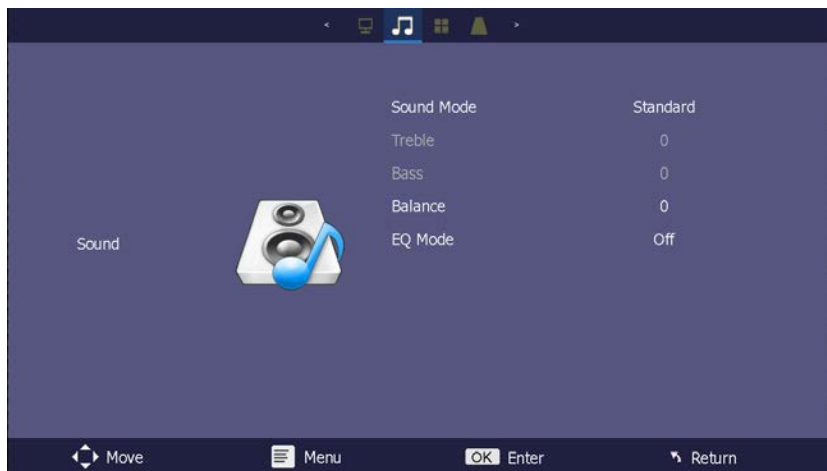 Sound Mode Standard
Treble 0
Bass 0
Balance 0
Sound
EQ Mode Off
Move Menu OK Enter Return